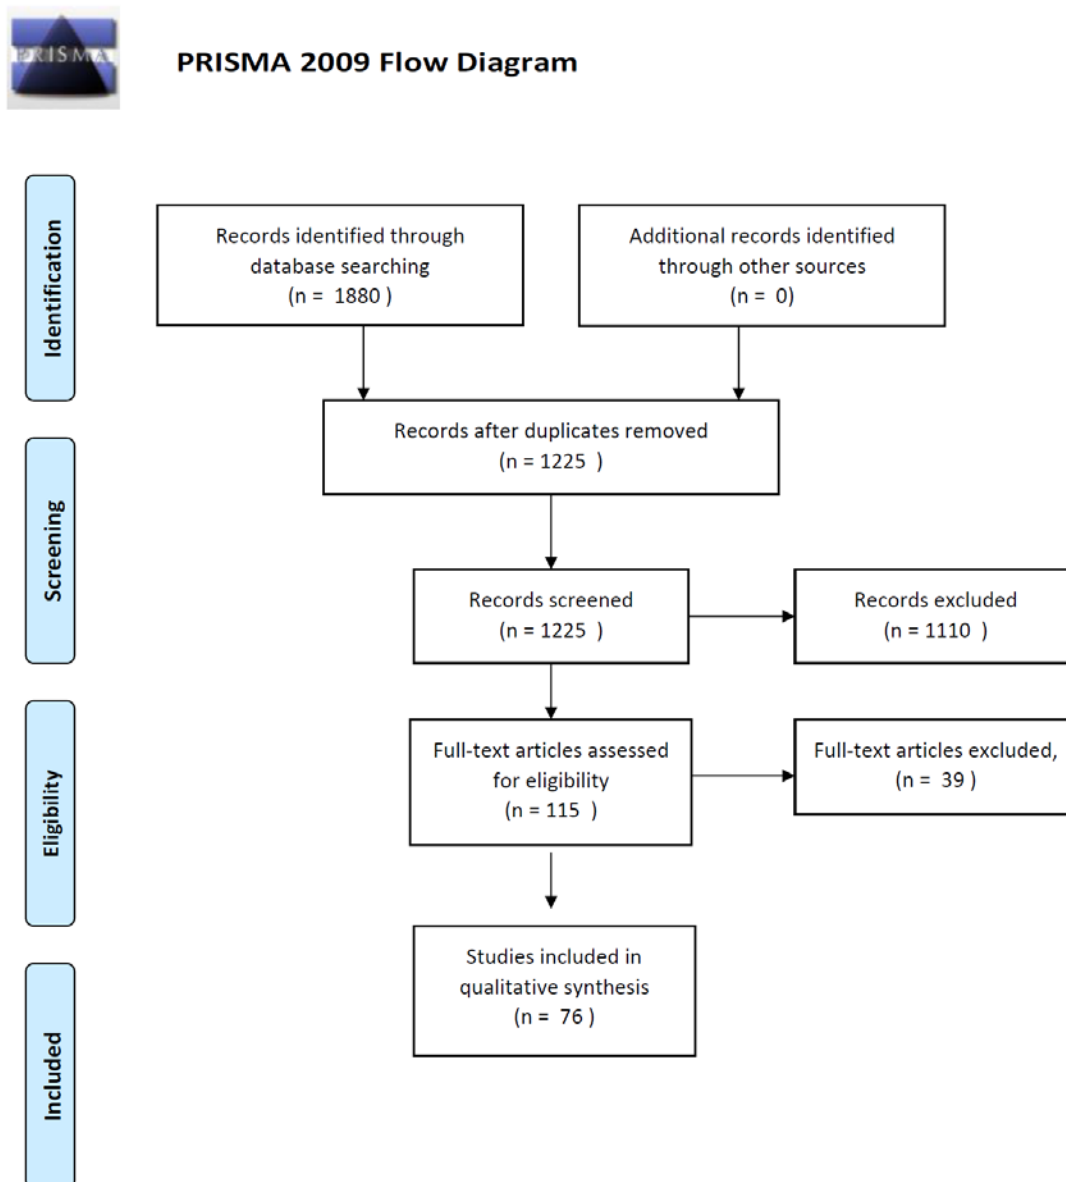 PRISMA
PRISMA 2009 Flow Diagram
Identification
Records identified through
database searching
(n = 1880 )
Additional records identified
through other sources
(n = 0)
Records after duplicates removed
(n = 1225 )
Screening
Records screened
(n = 1225 )
Records excluded
(n = 1110 )
Eligibility
Full-text articles assessed
for eligibility
(n = 115 )
Full-text articles excluded,
(n = 39 )
Included
Studies included in
qualitative synthesis
(n = 76 )